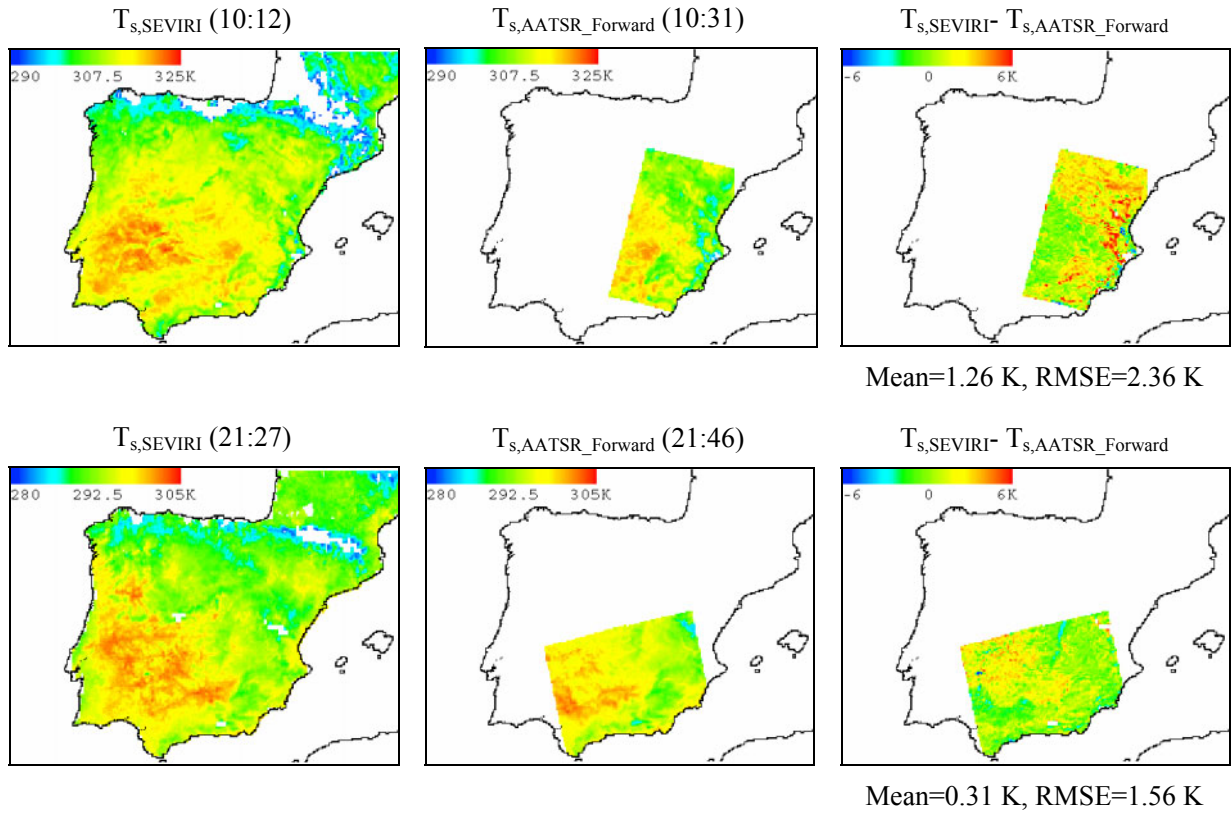 Ts,SEVIRI (10:12) Ts,AATSR_Forward (10:31) Ts,SEVIRI- Ts,AATSR_Forward
290 307.5 325K 290 307.5 325K -6 0 6K
Mean=1.26 K, RMSE=2.36 K
Ts,SEVIRI (21:27) Ts,AATSR_Forward (21:46) Ts,SEVIRI- Ts,AATSR_Forward
280 292.5 305K 280 292.5 305K -6 0 6K
Mean=0.31 K, RMSE=1.56 K